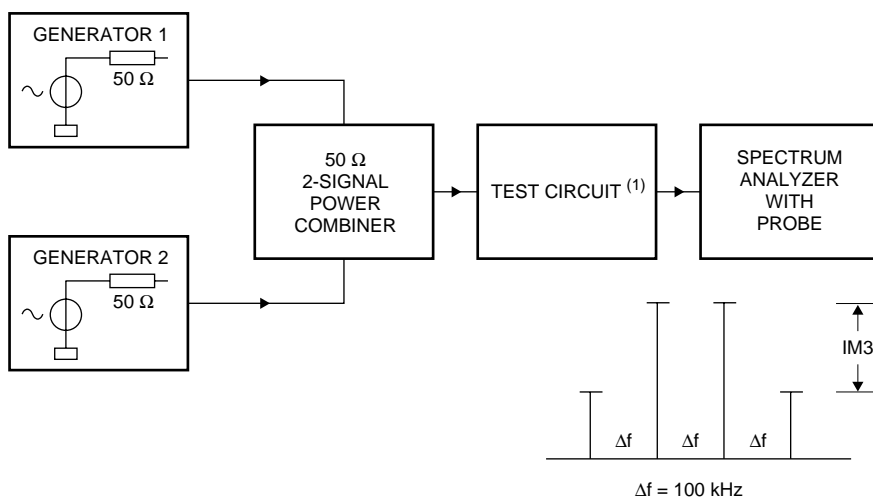 GENERATOR 1
50 Ω
50 Ω
2-SIGNAL
POWER
COMBINER
TEST CIRCUIT (1)
SPECTRUM
ANALYZER
WITH
PROBE
GENERATOR 2
50 Ω
IM3
Δf Δf Δf
Δf = 100 kHz